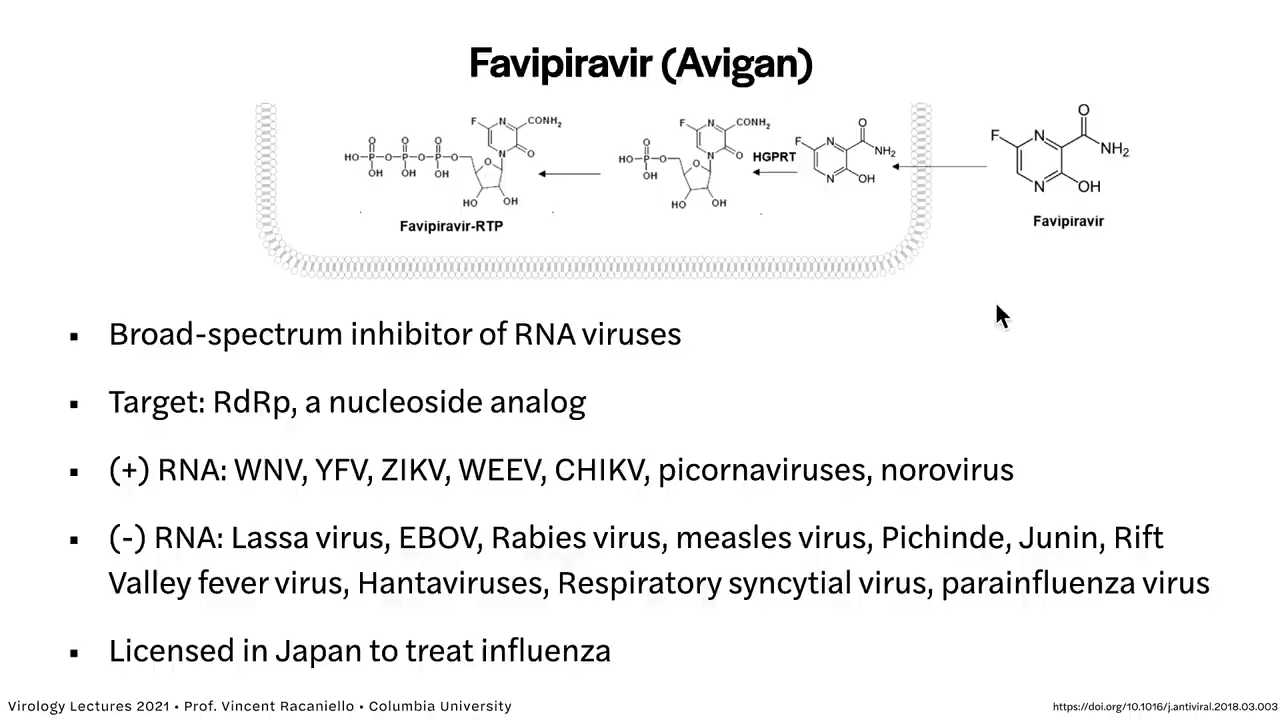 Favipiravir (Avigan)
HO P O P O P O O O O OH OH OH F N N CONH₂ O O HO OH
Favipiravir-RTP
HO P O O OH F N N CONH₂ O O HO OH
HGPRT
F N N O NH₂ OH
F N N O NH₂ OH
Favipiravir
▪ Broad-spectrum inhibitor of RNA viruses
▪ Target: RdRp, a nucleoside analog
▪ (+) RNA: WNV, YFV, ZIKV, WEEV, CHIKV, picornaviruses, norovirus
▪ (-) RNA: Lassa virus, EBOV, Rabies virus, measles virus, Pichinde, Junin, Rift
Valley fever virus, Hantaviruses, Respiratory syncytial virus, parainfluenza virus
▪ Licensed in Japan to treat influenza
Virology Lectures 2021 • Prof. Vincent Racaniello • Columbia University
https://doi.org/10.1016/j.antiviral.2018.03.003